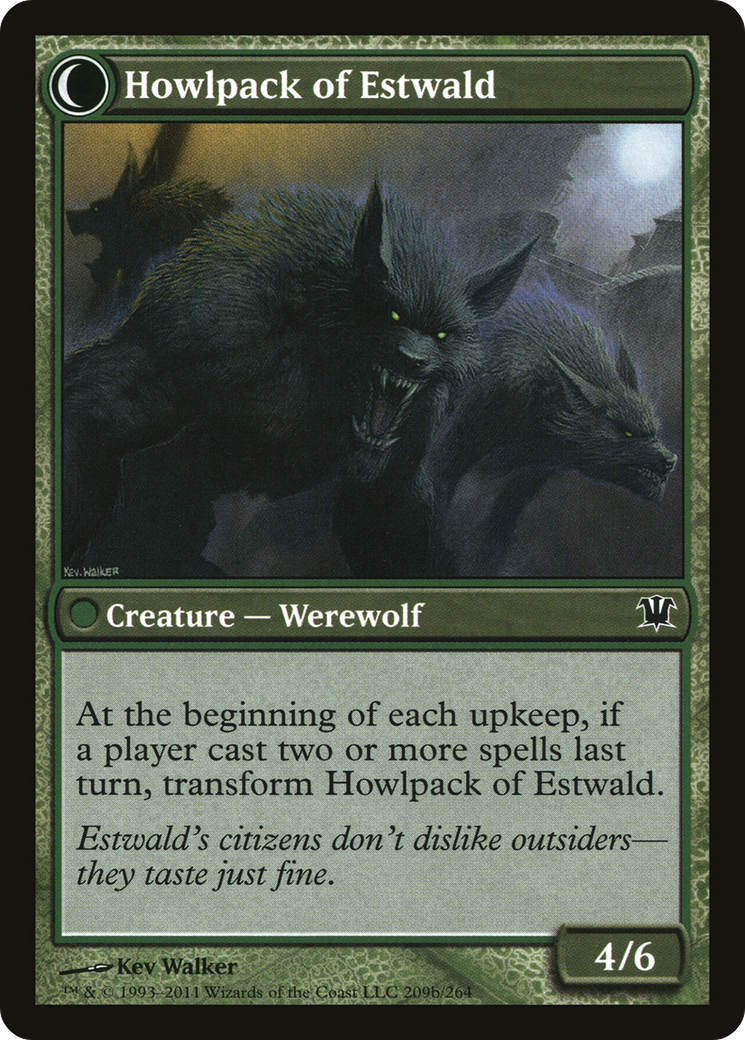 Howlpack of Estwald
Kev. Walker
Creature — Werewolf
At the beginning of each upkeep, if
a player cast two or more spells last
turn, transform Howlpack of Estwald.
Estwald's citizens don't dislike outsiders—
they taste just fine.
4/6
Kev Walker
™ & © 1993–2011 Wizards of the Coast LLC 209b/264